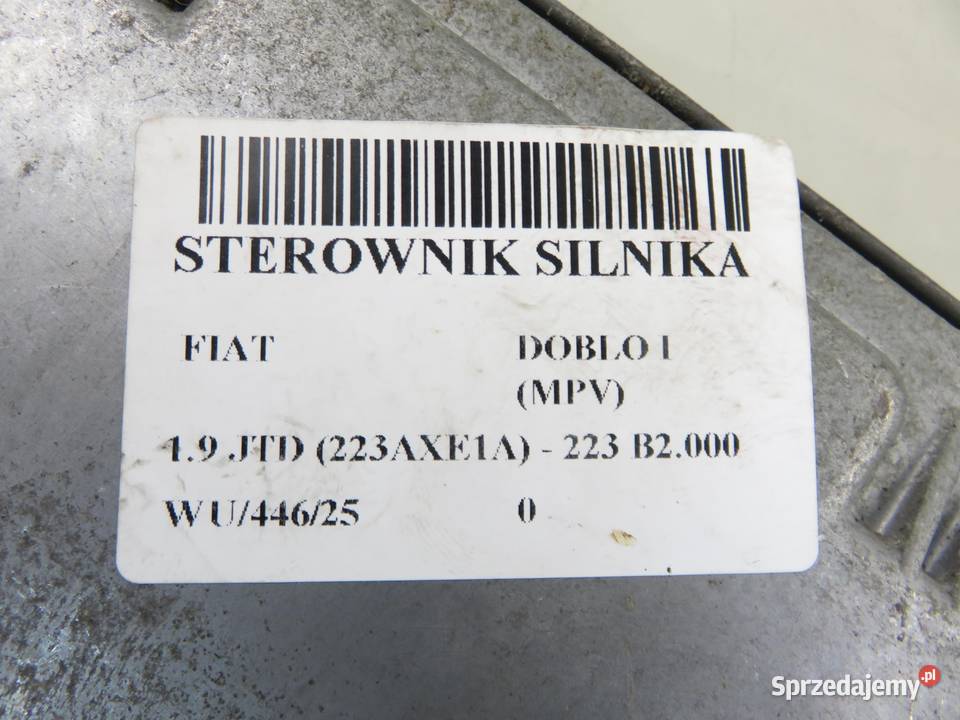 STEROWNIK SILNIKA
FIAT DOBLO I
(MPV)
1.9 JTD (223AXE1A) - 223 B2.000
WU/446/25 0
Sprzedajemy.pl